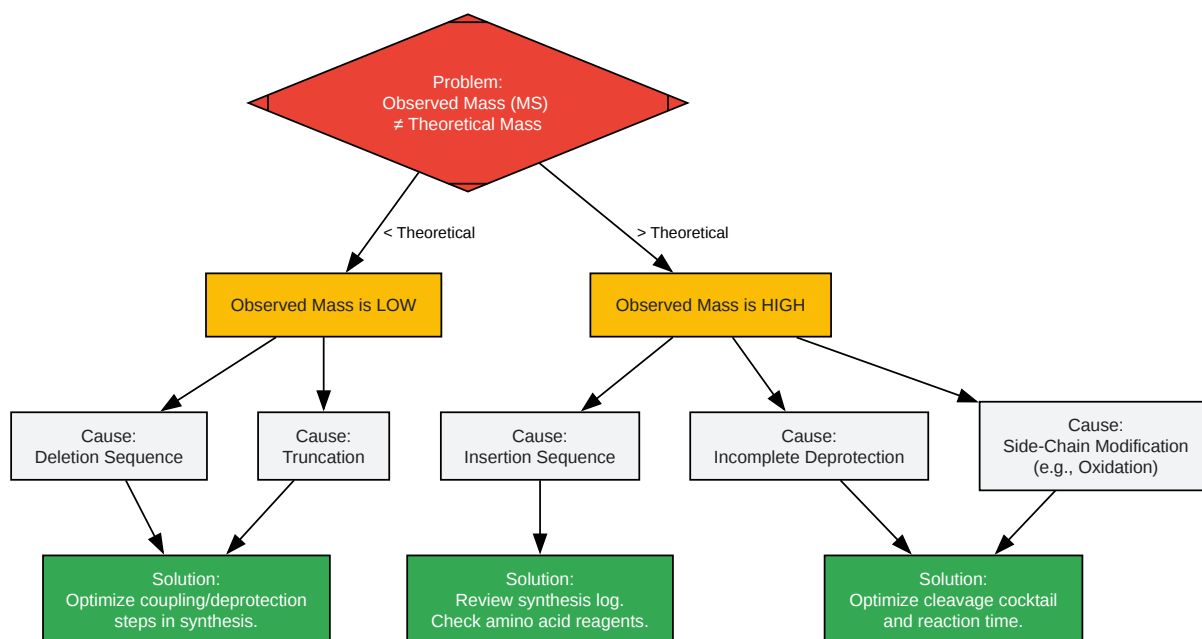 Problem:
Observed Mass (MS)
≠ Theoretical Mass
< Theoretical
> Theoretical
Observed Mass is LOW
Observed Mass is HIGH
Cause:
Deletion Sequence
Cause:
Truncation
Cause:
Insertion Sequence
Cause:
Incomplete Deprotection
Cause:
Side-Chain Modification
(e.g., Oxidation)
Solution:
Optimize coupling/deprotection
steps in synthesis.
Solution:
Review synthesis log.
Check amino acid reagents.
Solution:
Optimize cleavage cocktail
and reaction time.